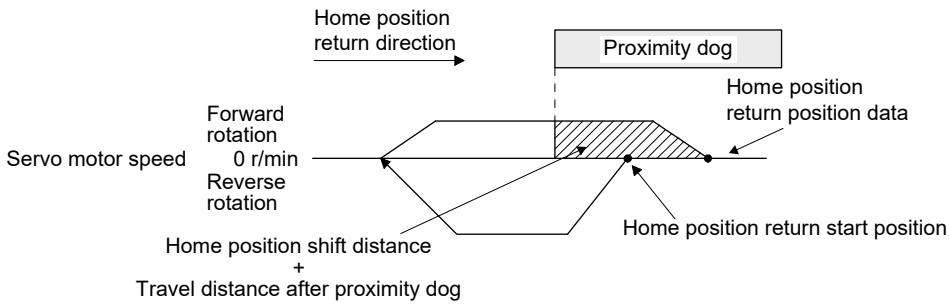 Home position
return direction
Proximity dog
Home position
return position data
Forward
rotation
Servo motor speed 0 r/min
Reverse
rotation
Home position return start position
Home position shift distance
+
Travel distance after proximity dog